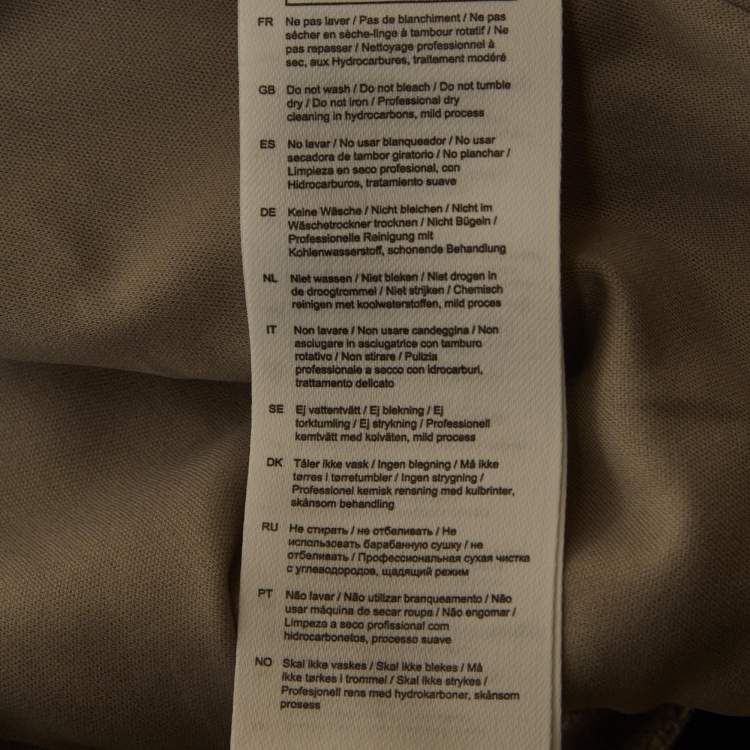 FR Ne pas laver / Pas de blanchiment / Ne pas
sécher en sèche-linge à tambour rotatif / Ne
pas repasser / Nettoyage professionnel à
sec, aux Hydrocarbures, traitement modéré
GB Do not wash / Do not bleach / Do not tumble
dry / Do not iron / Professional dry
cleaning in hydrocarbons, mild process
ES No lavar / No usar blanqueador / No usar
secadora de tambor giratorio / No planchar /
Limpieza en seco profesional, con
Hidrocarburos, tratamiento suave
DE Keine Wäsche / Nicht bleichen / Nicht im
Wäschetrockner trocknen / Nicht Bügeln /
Professionelle Reinigung mit
Kohlenwasserstoff, schonende Behandlung
NL Niet wassen / Niet bleken / Niet drogen in
de droogtrommel / Niet strijken / Chemisch
reinigen met koolwaterstoffen, mild proces
IT Non lavare / Non usare candeggina / Non
asciugare in asciugatrice con tamburo
rotativo / Non stirare / Pulizia
professionale a secco con idrocarburi,
trattamento delicato
SE Ej vattentvätt / Ej blekning / Ej
torktumling / Ej strykning / Professionell
kemtvätt med kolväten, mild process
DK Tåler ikke vask / Ingen blegning / Må ikke
tørres i tørretumbler / Ingen strygning /
Professionel kemisk rensning med kulbrinter,
skånsom behandling
RU Не стирать / не отбеливать / Не
использовать барабанную сушку / не
отбеливать / Профессиональная сухая чистка
с углеводородов, щадящий режим
PT Não lavar / Não utilizar branqueamento / Não
usar máquina de secar roupa / Não engomar /
Limpeza a seco profissional com
hidrocarbonetos, processo suave
NO Skal ikke vaskes / Skal ikke blekes / Må
ikke tørkes i trommel / Skal ikke strykes /
Profesjonell rens med hydrokarboner, skånsom
prosess